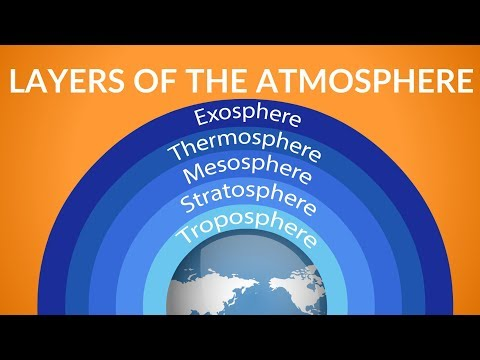 LAYERS OF THE ATMOSPHERE
Exosphere
Thermosphere
Mesosphere
Stratosphere
Troposphere